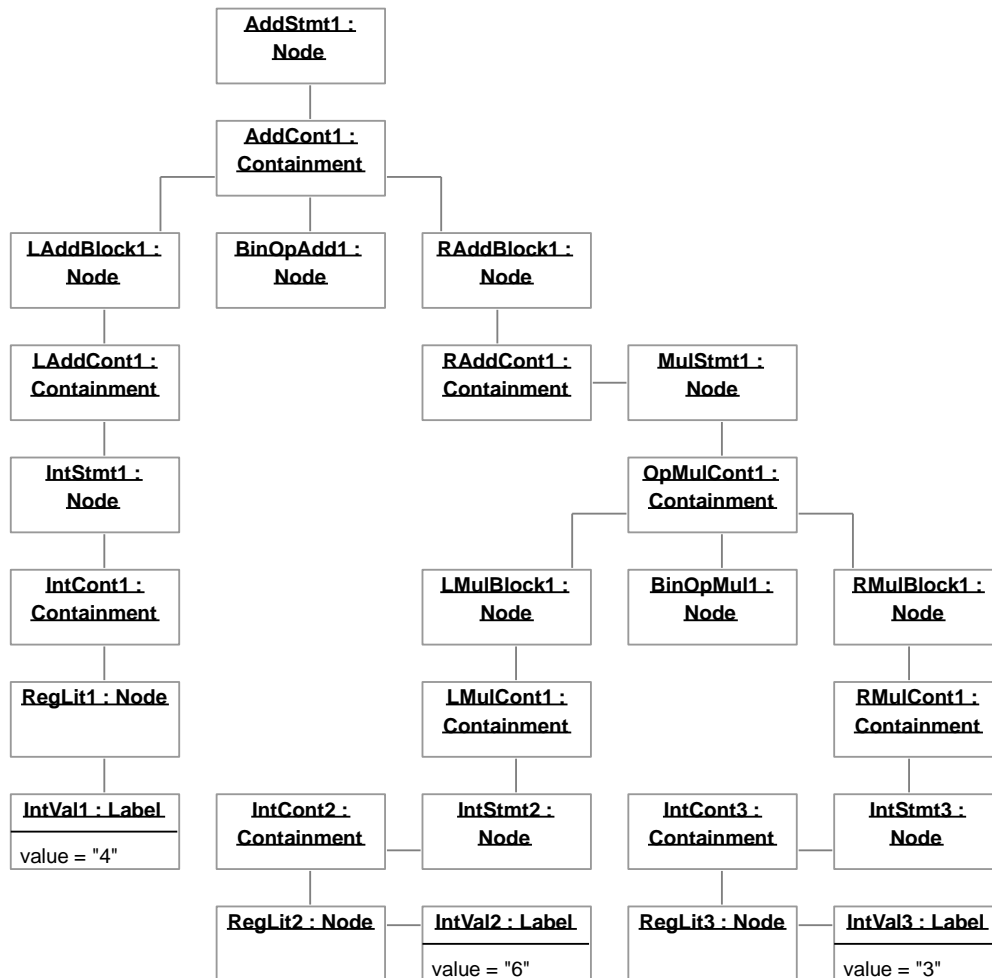 AddStmt1 :
Node
AddCont1 :
Containment
LAddBlock1 :
Node
BinOpAdd1 :
Node
RAddBlock1 :
Node
LAddCont1 :
Containment
RAddCont1 :
Containment
MulStmt1 :
Node
IntStmt1 :
Node
OpMulCont1 :
Containment
IntCont1 :
Containment
LMulBlock1 :
Node
BinOpMul1 :
Node
RMulBlock1 :
Node
RegLit1 : Node
LMulCont1 :
Containment
RMulCont1 :
Containment
IntVal1 : Label
value = "4"
IntCont2 :
Containment
IntStmt2 :
Node
IntCont3 :
Containment
IntStmt3 :
Node
RegLit2 : Node
IntVal2 : Label
value = "6"
RegLit3 : Node
IntVal3 : Label
value = "3"